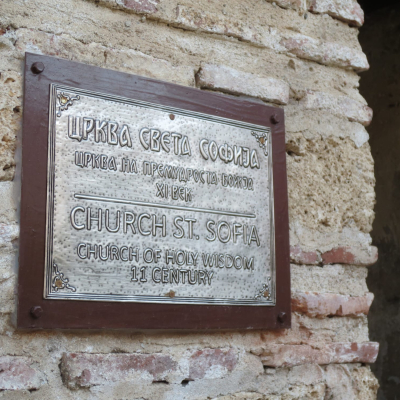 ЦРКВА СВЕТА СОФИЈА
ЦРКВА НА ПРЕМУДРОСТА БОЖЈА
XI ВЕК
CHURCH ST. SOFIA
CHURCH OF HOLY WISDOM
11 CENTURY